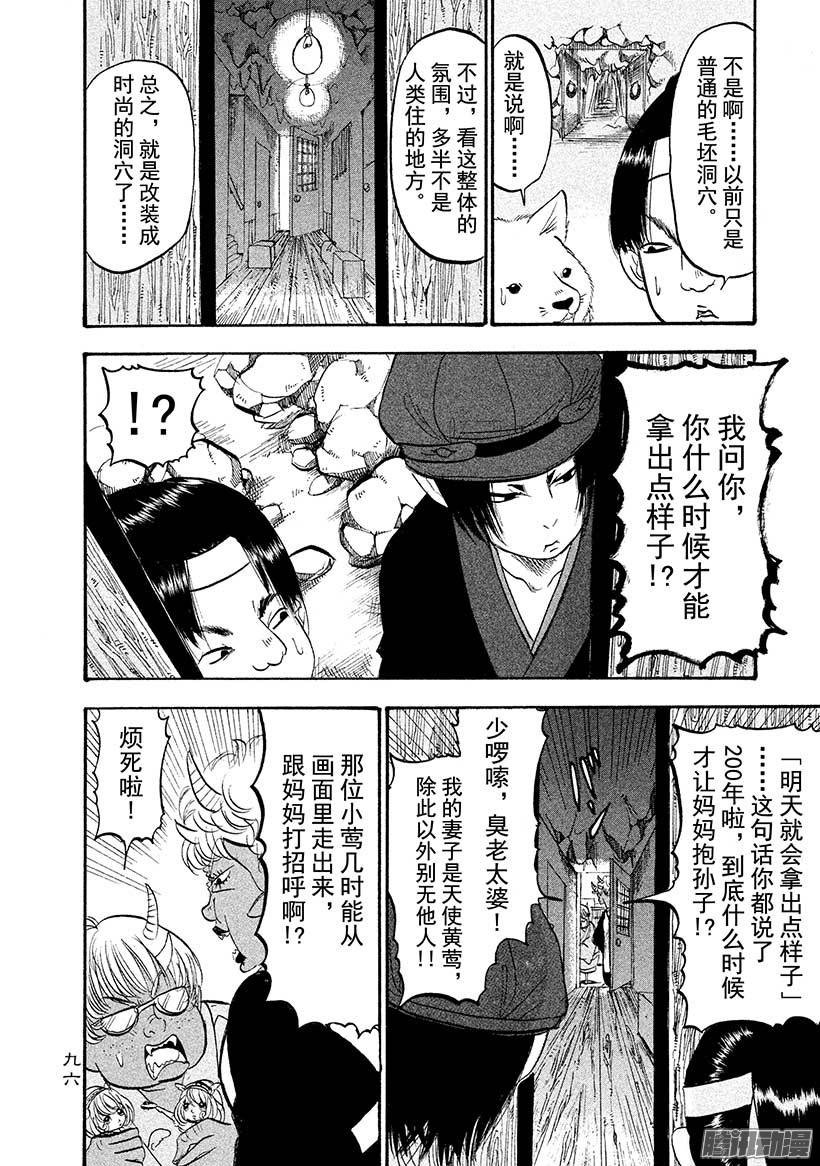 不是啊……以前只是
普通的毛坯洞穴。
就是说啊……
不过，看这整体的
氛围，多半不是
人类住的地方。
总之，就是改装成
时尚的洞穴了……
我问你，
你什么时候才能
拿出点样子!?
!?
「明天就会拿出点样子」
……这句话你都说了
200年啦，到底什么时候
才让妈妈抱孙子!?
少啰嗦，臭老太婆！
我的妻子是天使黄莺，
除此以外别无他人!!
那位小莺几时能从
画面里走出来，
跟妈妈打招呼啊!?
烦死啦！
九六
腾讯动漫